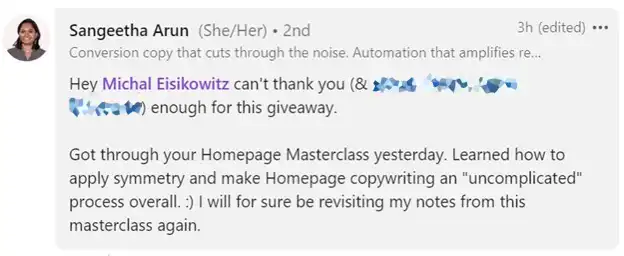 Sangeetha Arun (She/Her) • 2nd
3h (edited) •••
Conversion copy that cuts through the noise. Automation that amplifies re...
Hey Michal Eisikowitz can't thank you (&
) enough for this giveaway.
Got through your Homepage Masterclass yesterday. Learned how to
apply symmetry and make Homepage copywriting an "uncomplicated"
process overall. :) I will for sure be revisiting my notes from this
masterclass again.